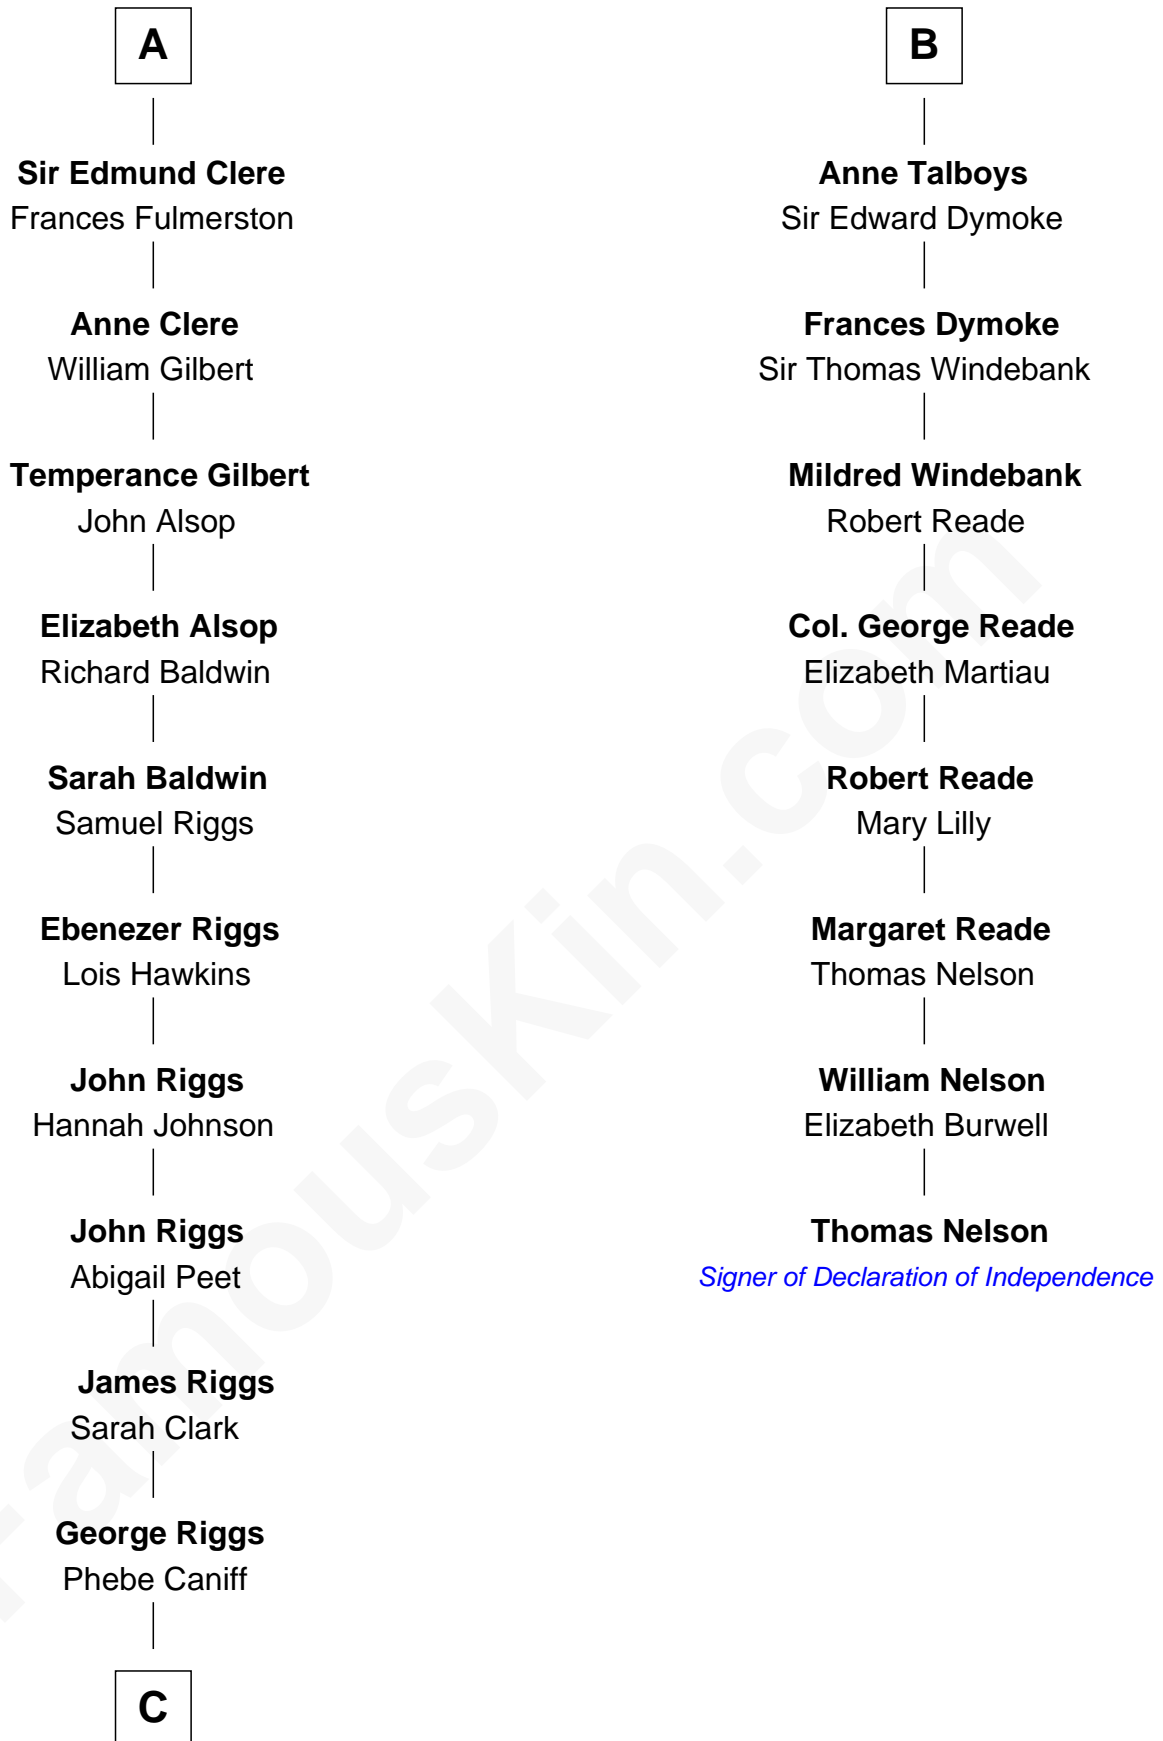 A
Sir Edmund Clere
Frances Fulmerston
Anne Clere
William Gilbert
Temperance Gilbert
John Alsop
Elizabeth Alsop
Richard Baldwin
Sarah Baldwin
Samuel Riggs
Ebenezer Riggs
Lois Hawkins
John Riggs
Hannah Johnson
John Riggs
Abigail Peet
James Riggs
Sarah Clark
George Riggs
Phebe Caniff
C
B
Anne Talboys
Sir Edward Dymoke
Frances Dymoke
Sir Thomas Windebank
Mildred Windebank
Robert Reade
Col. George Reade
Elizabeth Martiau
Robert Reade
Mary Lilly
Margaret Reade
Thomas Nelson
William Nelson
Elizabeth Burwell
Thomas Nelson
Signer of Declaration of Independence
FamousKin.com